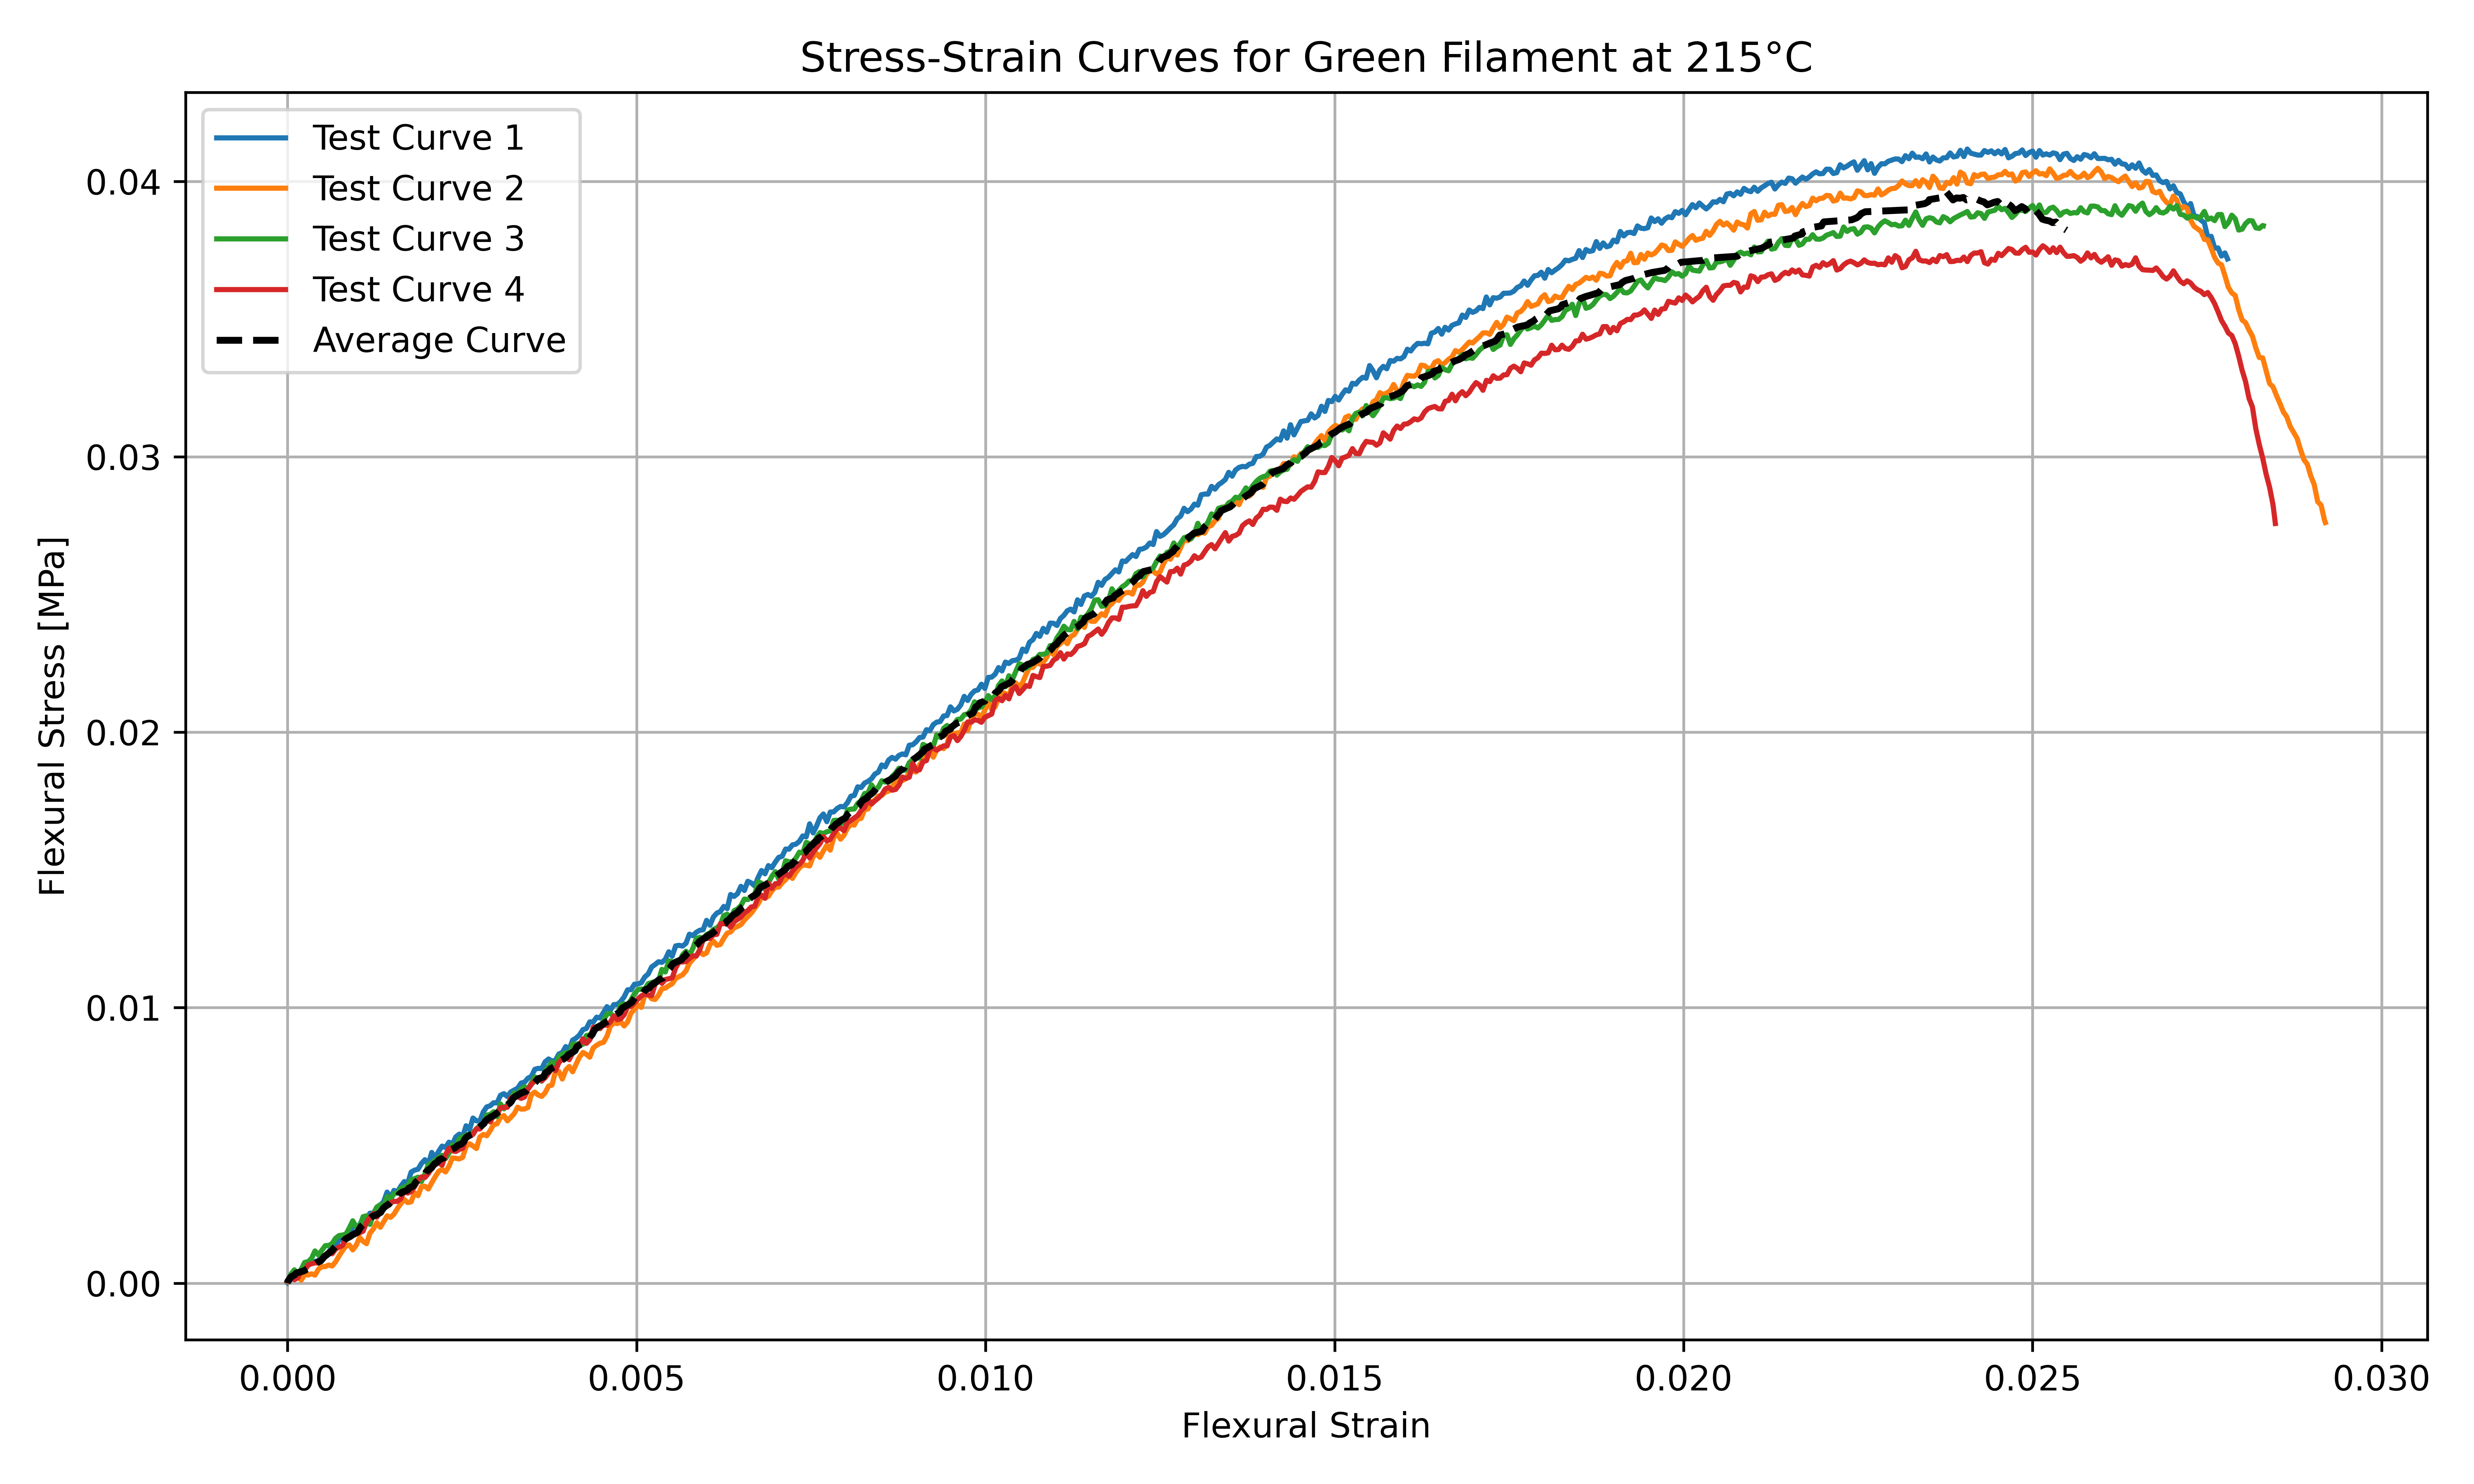 Stress-Strain Curves for Green Filament at 215°C
Test Curve 1
Test Curve 2
Test Curve 3
Test Curve 4
Average Curve
Flexural Stress [MPa]
0.04
0.03
0.02
0.01
0.00
0.000 0.005 0.010 0.015 0.020 0.025 0.030
Flexural Strain